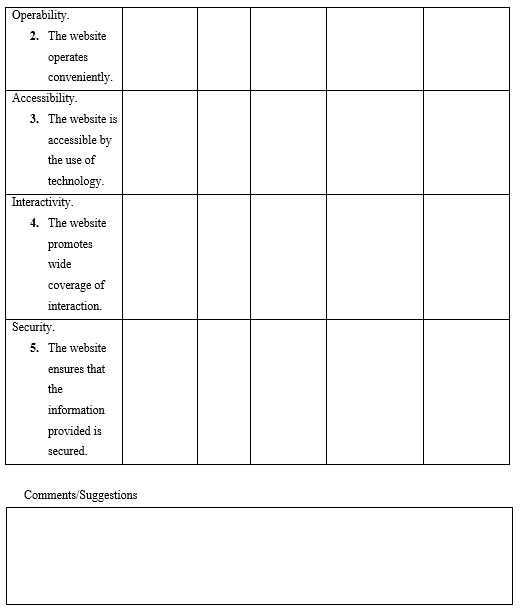 Operability.
2. The website
operates
conveniently.
Accessibility.
3. The website is
accessible by
the use of
technology.
Interactivity.
4. The website
promotes
wide
coverage of
interaction.
Security.
5. The website
ensures that
the
information
provided is
secured.
Comments/Suggestions